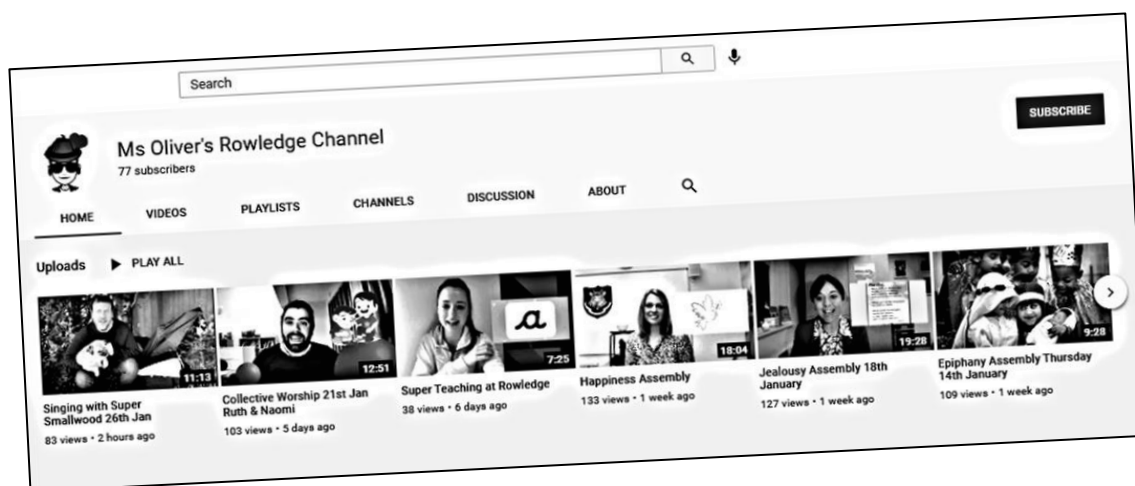 Search
Ms Oliver's Rowledge Channel
77 subscribers
SUBSCRIBE
HOME
VIDEOS
PLAYLISTS
CHANNELS
DISCUSSION
ABOUT
Uploads
PLAY ALL
11:13
Singing with Super
Smallwood 26th Jan
83 views • 2 hours ago
12:51
Collective Worship 21st Jan
Ruth & Naomi
103 views • 5 days ago
a
7:25
Super Teaching at Rowledge
38 views • 6 days ago
18:04
Happiness Assembly
133 views • 1 week ago
19:28
Jealousy Assembly 18th
January
127 views • 1 week ago
9:28
Epiphany Assembly Thursday
14th January
109 views • 1 week ago